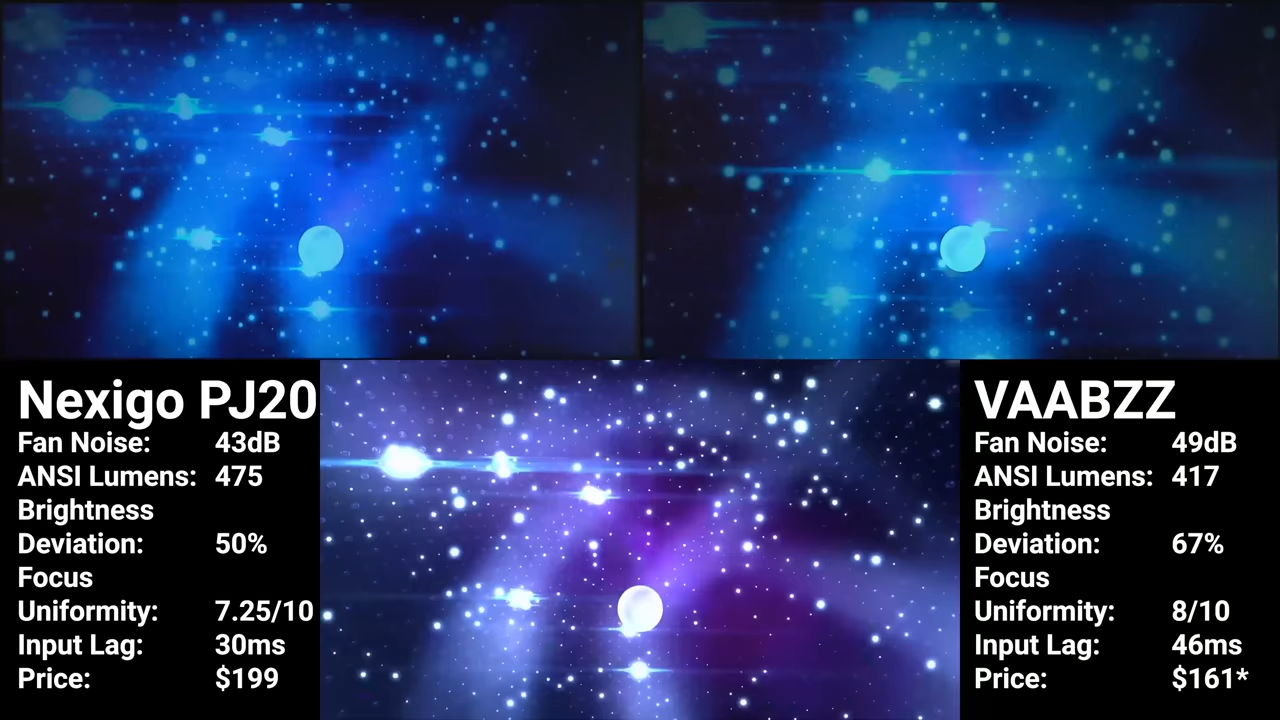 Nexigo PJ20
Fan Noise: 43dB
ANSI Lumens: 475
Brightness
Deviation: 50%
Focus
Uniformity: 7.25/10
Input Lag: 30ms
Price: $199
VAABZZ
Fan Noise: 49dB
ANSI Lumens: 417
Brightness
Deviation: 67%
Focus
Uniformity: 8/10
Input Lag: 46ms
Price: $161*